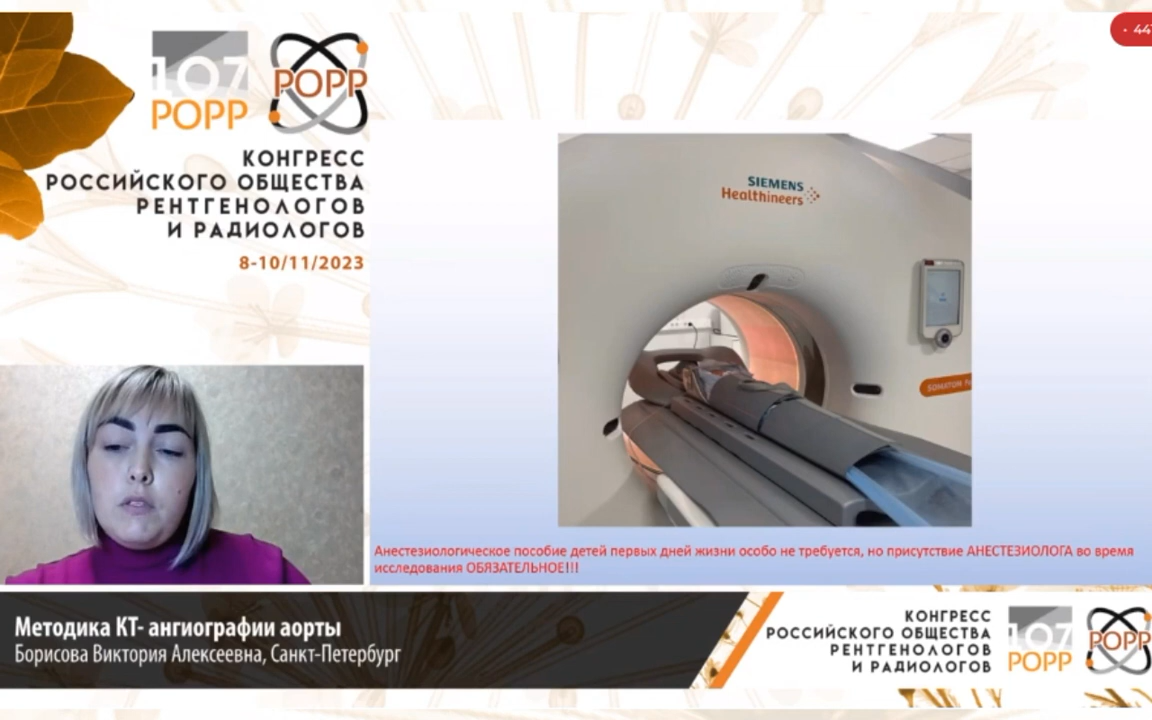 107
РОРР
РОРР
КОНГРЕСС
РОССИЙСКОГО ОБЩЕСТВА
РЕНТГЕНОЛОГОВ
И РАДИОЛОГОВ
8-10/11/2023
SIEMENS
Healthineers
SOMATOM
Анестезиологическое пособие детей первых дней жизни особо не требуется, но присутствие АНЕСТЕЗИОЛОГА во время
исследования ОБЯЗАТЕЛЬНОЕ!!!
Методика КТ- ангиографии аорты
Борисова Виктория Алексеевна, Санкт-Петербург
КОНГРЕСС
РОССИЙСКОГО ОБЩЕСТВА
РЕНТГЕНОЛОГОВ
И РАДИОЛОГОВ
107
РОРР
РОРР